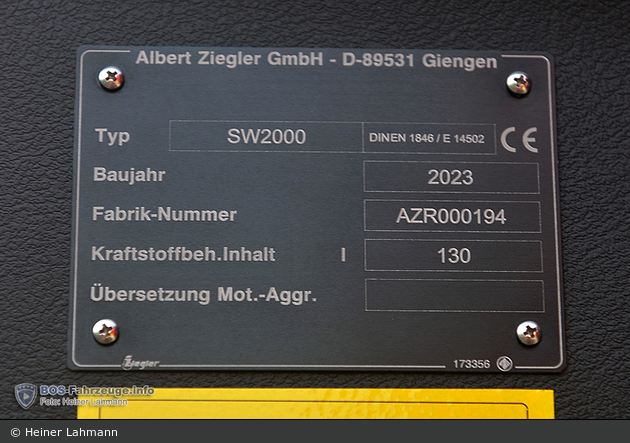 Albert Ziegler GmbH - D-89531 Giengen
Typ SW2000 DINEN 1846 / E 14502 CE
Baujahr 2023
Fabrik-Nummer AZR000194
Kraftstoffbeh.Inhalt l 130
Übersetzung Mot.-Aggr.
Ziegler 173356
BOS-Fahrzeuge.info
Foto: Heiner Lahmann
© Heiner Lahmann